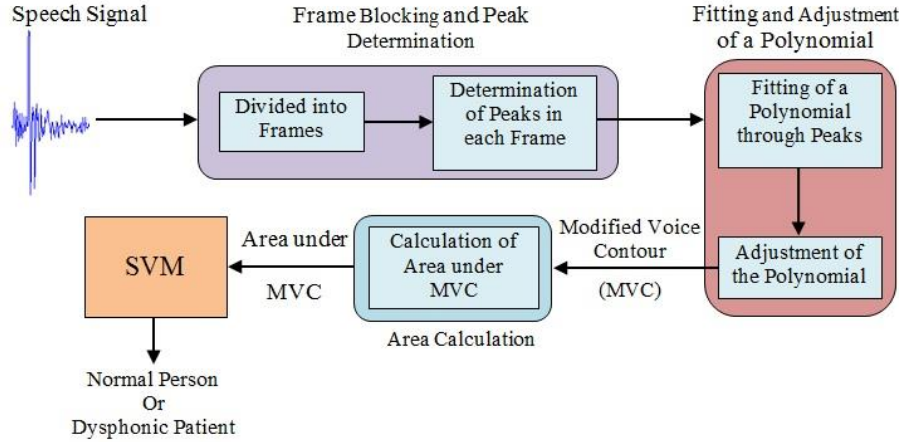 Speech Signal
Frame Blocking and Peak
Determination
Fitting and Adjustment
of a Polynomial
Divided into
Frames
Determination
of Peaks in
each Frame
Fitting of a
Polynomial
through Peaks
Adjustment of
the Polynomial
Modified Voice
Contour
(MVC)
Calculation of
Area under
MVC
Area Calculation
Area under
MVC
SVM
Normal Person
Or
Dysphonic Patient